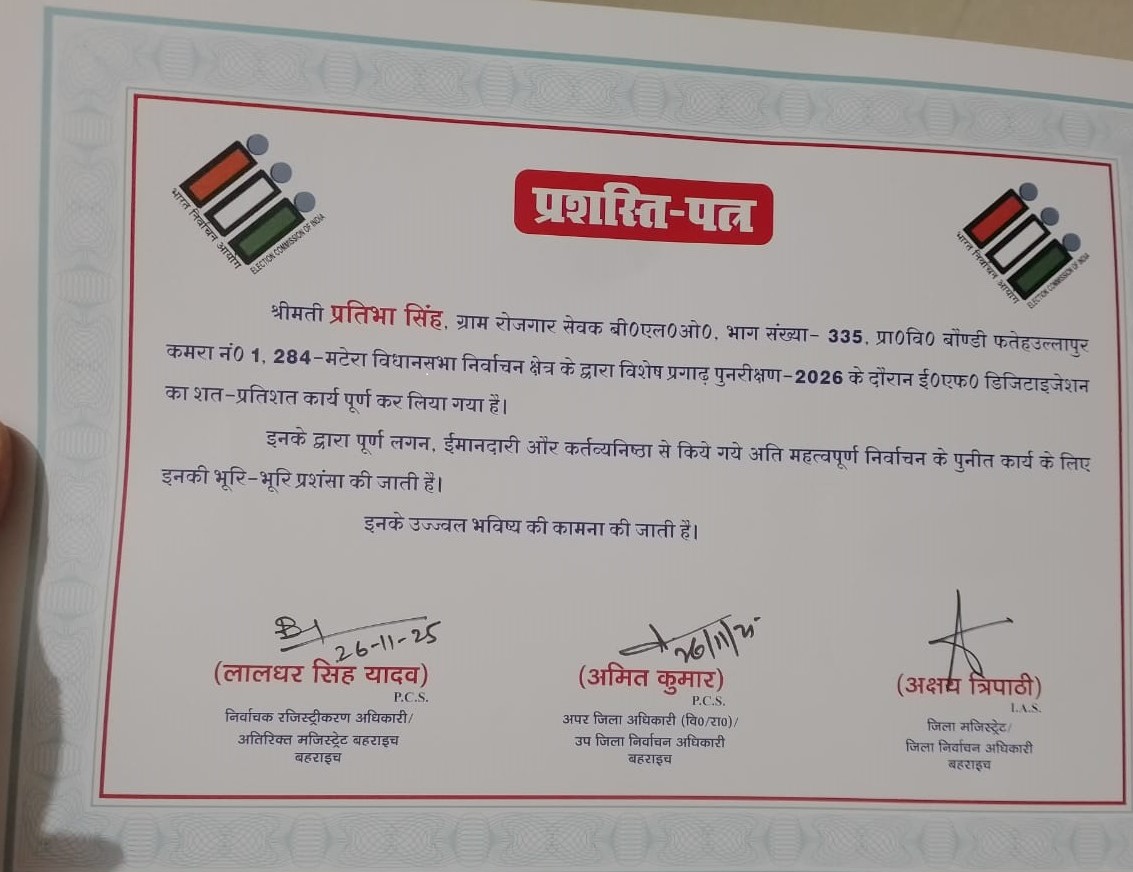 भारत निर्वाचन आयोग
ELECTION COMMISSION OF INDIA
प्रशस्ति-पत्र
भारत निर्वाचन आयोग
ELECTION COMMISSION OF INDIA
श्रीमती प्रतिभा सिंह, ग्राम रोजगार सेवक बी0एल0ओ0, भाग संख्या- 335, प्रा0वि0 बौण्डी फतेहउल्लापुर
कमरा नं0 1, 284-मटेरा विधानसभा निर्वाचन क्षेत्र के द्वारा विशेष प्रगाढ़ पुनरीक्षण-2026 के दौरान ई0एफ0 डिजिटाइजेशन
का शत-प्रतिशत कार्य पूर्ण कर लिया गया है।
इनके द्वारा पूर्ण लगन, ईमानदारी और कर्तव्यनिष्ठा से किये गये अति महत्वपूर्ण निर्वाचन के पुनीत कार्य के लिए
इनकी भूरि-भूरि प्रशंसा की जाती है।
इनके उज्ज्वल भविष्य की कामना की जाती है।
26-11-25
(लालधर सिंह यादव)
P.C.S.
निर्वाचक रजिस्ट्रीकरण अधिकारी/
अतिरिक्त मजिस्ट्रेट बहराइच
बहराइच
26/11/25
(अमित कुमार)
P.C.S.
अपर जिला अधिकारी (वि0/रा0)/
उप जिला निर्वाचन अधिकारी
बहराइच
(अक्षय त्रिपाठी)
I.A.S.
जिला मजिस्ट्रेट/
जिला निर्वाचन अधिकारी
बहराइच